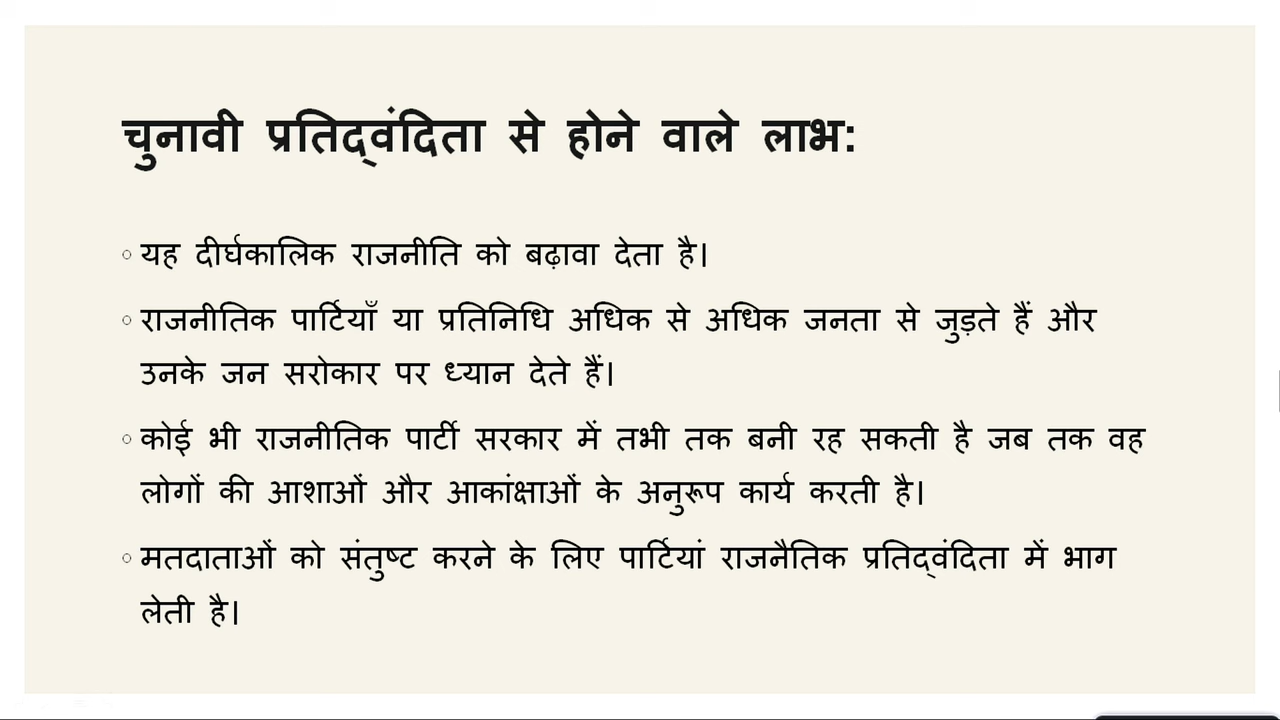 चुनावी प्रतिद्वंदिता से होने वाले लाभ:
यह दीर्घकालिक राजनीति को बढ़ावा देता है।
राजनीतिक पार्टियाँ या प्रतिनिधि अधिक से अधिक जनता से जुड़ते हैं और
उनके जन सरोकार पर ध्यान देते हैं।
कोई भी राजनीतिक पार्टी सरकार में तभी तक बनी रह सकती है जब तक वह
लोगों की आशाओं और आकांक्षाओं के अनुरूप कार्य करती है।
मतदाताओं को संतुष्ट करने के लिए पार्टियां राजनैतिक प्रतिद्वंदिता में भाग
लेती है।